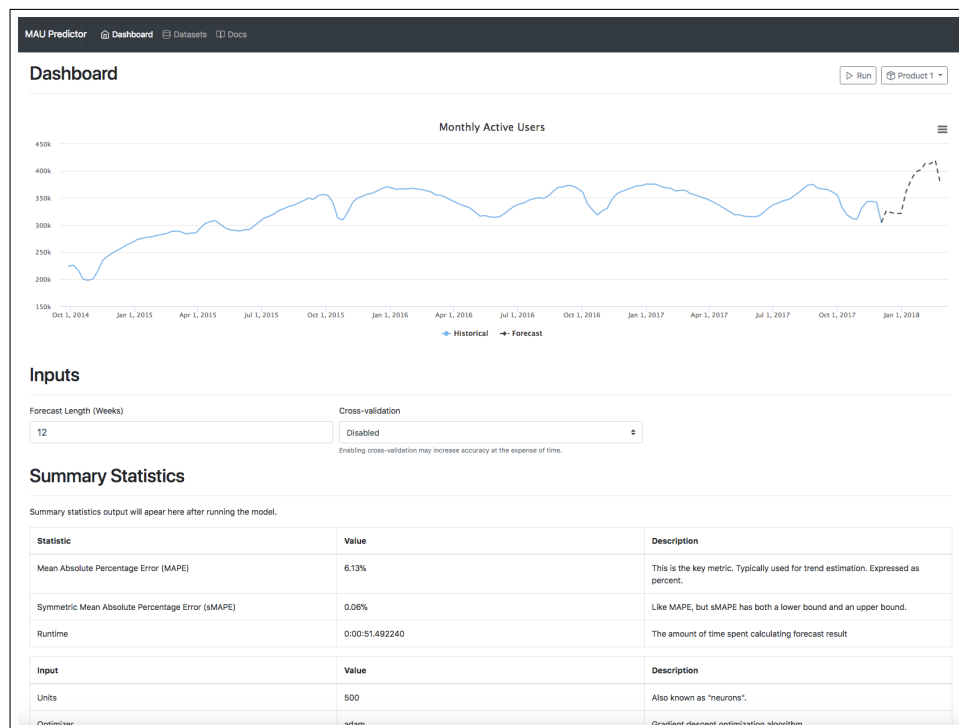 MAU Predictor Dashboard Datasets Docs
Dashboard
Run Product 1
Monthly Active Users
450k
400k
350k
300k
250k
200k
150k
Oct 1, 2014 Jan 1, 2015 Apr 1, 2015 Jul 1, 2015 Oct 1, 2015 Jan 1, 2016 Apr 1, 2016 Jul 1, 2016 Oct 1, 2016 Jan 1, 2017 Apr 1, 2017 Jul 1, 2017 Oct 1, 2017 Jan 1, 2018
Historical Forecast
Inputs
Forecast Length (Weeks) Cross-validation
12 Disabled
Enabling cross-validation may increase accuracy at the expense of time.
Summary Statistics
Summary statistics output will apear here after running the model.
Statistic Value Description
Mean Absolute Percentage Error (MAPE) 6.13% This is the key metric. Typically used for trend estimation. Expressed as
percent.
Symmetric Mean Absolute Percentage Error (sMAPE) 0.06% Like MAPE, but sMAPE has both a lower bound and an upper bound.
Runtime 0:00:51.492240 The amount of time spent calculating forecast result
Input Value Description
Units 500 Also known as "neurons".
Optimizer adam Gradient descent optimization algorithm